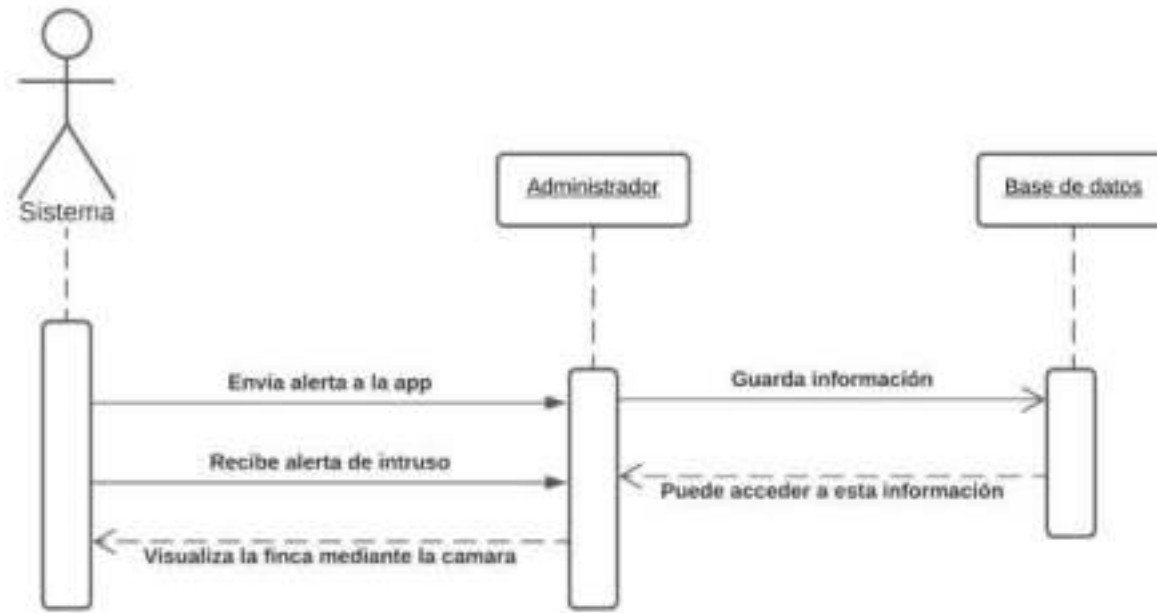 Sistema
Administrador
Base de datos
Envía alerta a la app
Guarda información
Recibe alerta de intruso
Puede acceder a esta información
Visualiza la finca mediante la camara